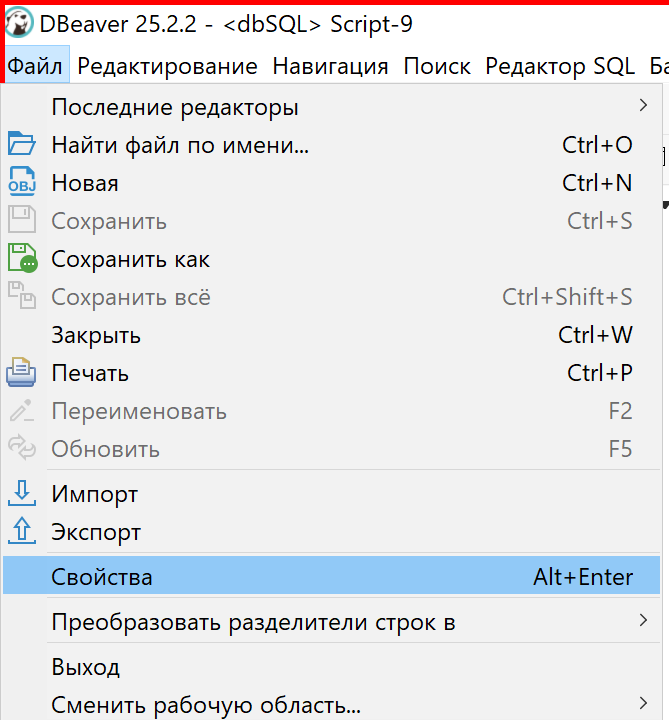 DBeaver 25.2.2 - <dbSQL> Script-9
Файл Редактирование Навигация Поиск Редактор SQL
Последние редакторы
Найти файл по имени... Ctrl+O
OBJ Новая Ctrl+N
Сохранить Ctrl+S
Сохранить как
Сохранить всё Ctrl+Shift+S
Закрыть Ctrl+W
Печать Ctrl+P
Переименовать F2
Обновить F5
Импорт
Экспорт
Свойства Alt+Enter
Преобразовать разделители строк в
Выход
Сменить рабочую область...